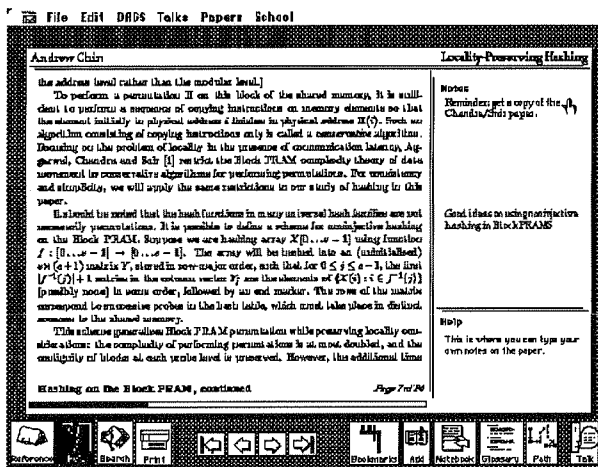 File Edit DAGS Talks Papers School
Andrew Chin
Locality-Preserving Hashing
the address level rather than the modular level.]
To perform a permutation Π on this block of the shared memory, it is suffi-
cient to perform a sequence of copying instructions on memory elements so that
the element initially in physical address i finishes in physical address Π(i). Such an
algorithm consisting of copying instructions only is called a conservative algorithm.
Focusing on the problem of locality in the presence of communication latency, Ag-
garwal, Chandra and Snir [1] restrict the Block PRAM complexity theory of data
movement to conservative algorithms for performing permutations. For consistency
and simplicity, we will apply the same restrictions to our study of hashing in this
paper.
It should be noted that the hash functions in many universal hash families are not
necessarily permutations. It is possible to define a scheme for noninjective hashing
on the Block PRAM. Suppose we are hashing array X[0...s − 1] using function
f : [0...s − 1] → [0...s − 1]. The array will be hashed into an (uninitialised)
(s + 1) matrix Y, stored in row-major order, such that for 0 ≤ j ≤ s − 1, the first
|f⁻¹(j)| + 1 entries in the column vector Yj are the elements of {X(i) : i ∈ f⁻¹(j)}
[possibly none] in some order, followed by an end marker. The rows of the matrix
correspond to successive probes in the hash table, which must take place in distinct
accesses to the shared memory.
This scheme generalises Block PRAM permutation while preserving locality con-
siderations: the complexity of performing permutations is at most doubled, and the
contiguity of blocks at each probe level is preserved. However, the additional time
Hashing on the Block PRAM, continued
Page 7 of 24
Notes
Reminder: get a copy of the
Chandra/Snir paper.
Good ideas on using noninjective
hashing in Block PRAMS
Help
This is where you can type your
own notes on the paper.
Reference
Search
Print
Bookmarks
Add
Notebook
Glossary
Path
Talk